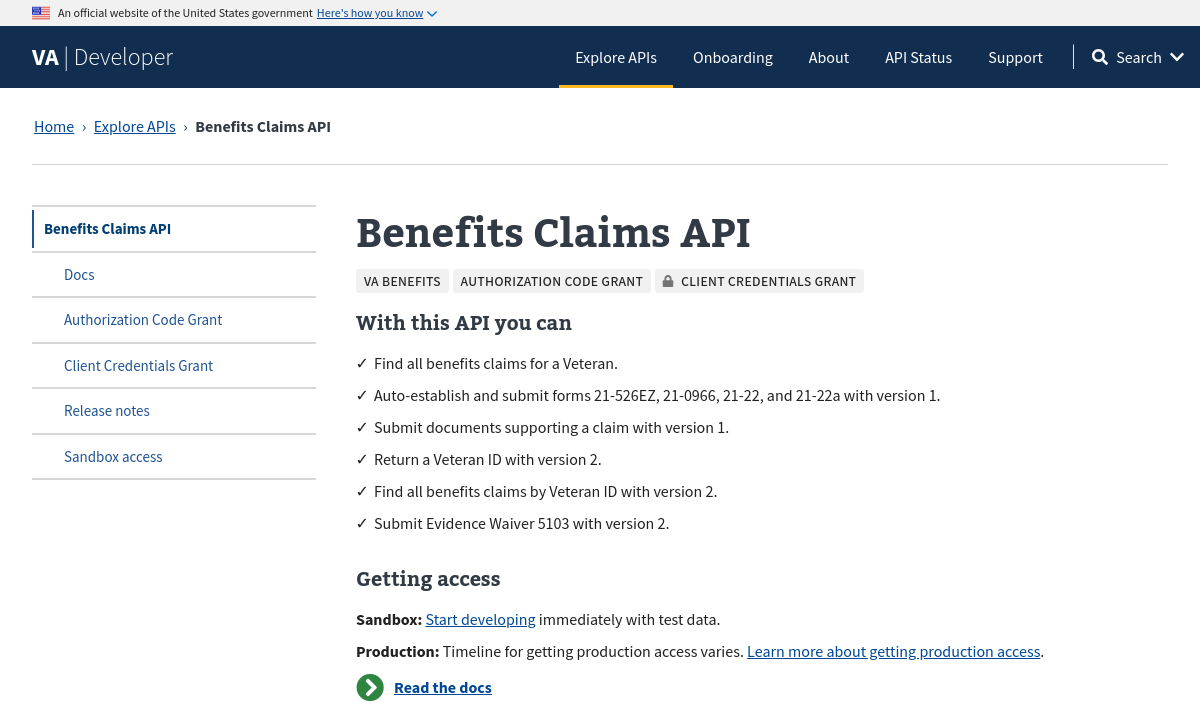 An official website of the United States government Here's how you know
VA | Developer
Explore APIs Onboarding About API Status Support Search
Home › Explore APIs › Benefits Claims API
Benefits Claims API
Docs
Authorization Code Grant
Client Credentials Grant
Release notes
Sandbox access
Benefits Claims API
VA BENEFITS AUTHORIZATION CODE GRANT CLIENT CREDENTIALS GRANT
With this API you can
✓ Find all benefits claims for a Veteran.
✓ Auto-establish and submit forms 21-526EZ, 21-0966, 21-22, and 21-22a with version 1.
✓ Submit documents supporting a claim with version 1.
✓ Return a Veteran ID with version 2.
✓ Find all benefits claims by Veteran ID with version 2.
✓ Submit Evidence Waiver 5103 with version 2.
Getting access
Sandbox: Start developing immediately with test data.
Production: Timeline for getting production access varies. Learn more about getting production access.
Read the docs